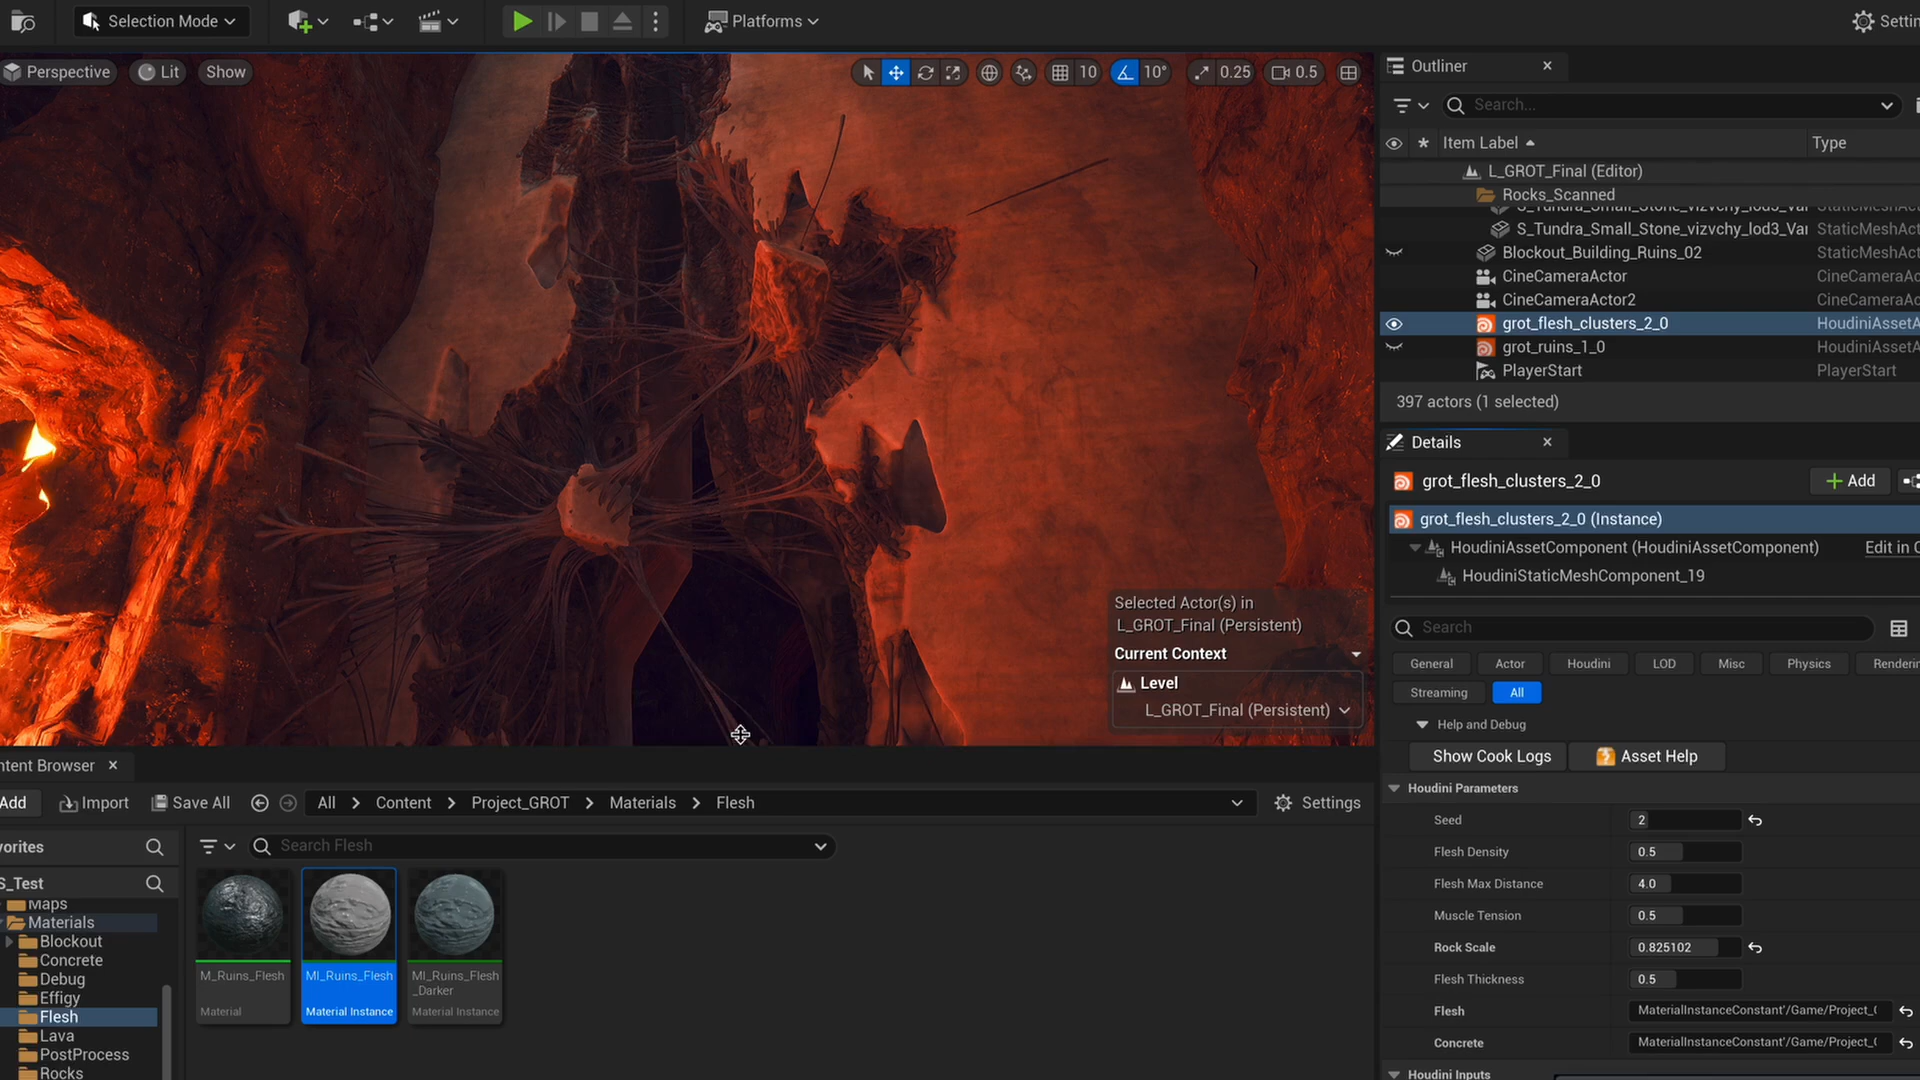 Selection Mode
Platforms
Settin
Perspective
Lit
Show
10
10°
0.25
0.5
Outliner
Search...
Item Label
Type
L_GROT_Final (Editor)
Rocks_Scanned
S_Tundra_Small_Stone_vizvchy_lod3_Var StaticMeshAct
S_Tundra_Small_Stone_vizvchy_lod3_Var StaticMeshAct
Blockout_Building_Ruins_02 StaticMeshAct
CineCameraActor CineCameraAc
CineCameraActor2 CineCameraAc
grot_flesh_clusters_2_0 HoudiniAssetA
grot_ruins_1_0 HoudiniAssetA
PlayerStart PlayerStart
397 actors (1 selected)
Details
grot_flesh_clusters_2_0
Add
grot_flesh_clusters_2_0 (Instance)
HoudiniAssetComponent (HoudiniAssetComponent) Edit in C
HoudiniStaticMeshComponent_19
Search
General Actor Houdini LOD Misc Physics Renderin
Streaming All
Help and Debug
Show Cook Logs Asset Help
Houdini Parameters
Seed 2
Flesh Density 0.5
Flesh Max Distance 4.0
Muscle Tension 0.5
Rock Scale 0.825102
Flesh Thickness 0.5
Flesh MaterialInstanceConstant'/Game/Project_(
Concrete MaterialInstanceConstant'/Game/Project_(
Houdini Inputs
Selected Actor(s) in
L_GROT_Final (Persistent)
Current Context
Level
L_GROT_Final (Persistent)
ntent Browser
Add Import Save All All Content Project_GROT Materials Flesh Settings
vorites
Search Flesh
S_Test
Maps
Materials
Blockout
Concrete
Debug
Effigy
Flesh
Lava
PostProcess
Rocks
M_Ruins_Flesh
Material
MI_Ruins_Flesh
Material Instance
MI_Ruins_Flesh
_Darker
Material Instance